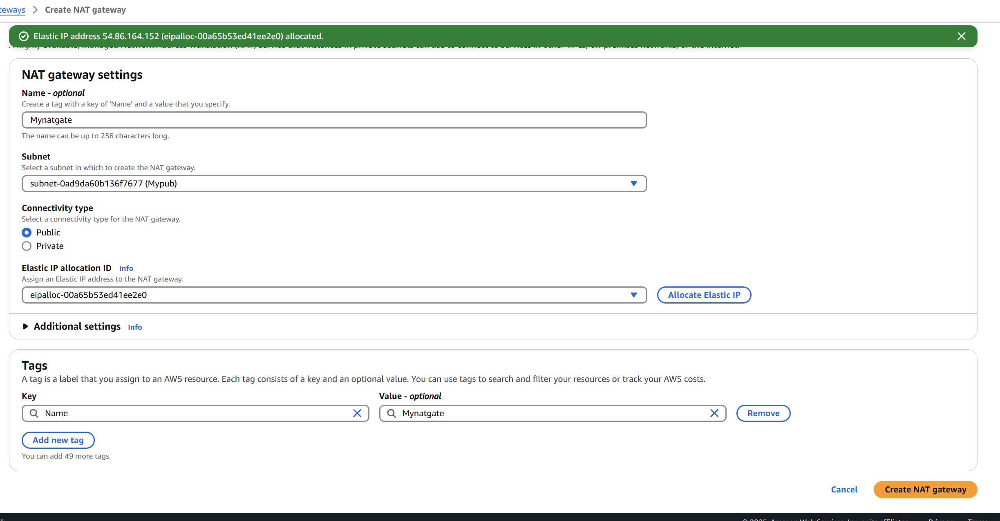 teways > Create NAT gateway
Elastic IP address 54.86.164.152 (eipalloc-00a65b53ed41ee2e0) allocated.
NAT gateway settings
Name - optional
Create a tag with a key of 'Name' and a value that you specify.
Mynatgate
The name can be up to 256 characters long.
Subnet
Select a subnet in which to create the NAT gateway.
subnet-0ad9da60b136f7677 (Mypub)
Connectivity type
Select a connectivity type for the NAT gateway.
Public
Private
Elastic IP allocation ID Info
Assign an Elastic IP address to the NAT gateway.
eipalloc-00a65b53ed41ee2e0 Allocate Elastic IP
Additional settings Info
Tags
A tag is a label that you assign to an AWS resource. Each tag consists of a key and an optional value. You can use tags to search and filter your resources or track your AWS costs.
Key Value - optional
Name Mynatgate Remove
Add new tag
You can add 49 more tags.
Cancel Create NAT gateway